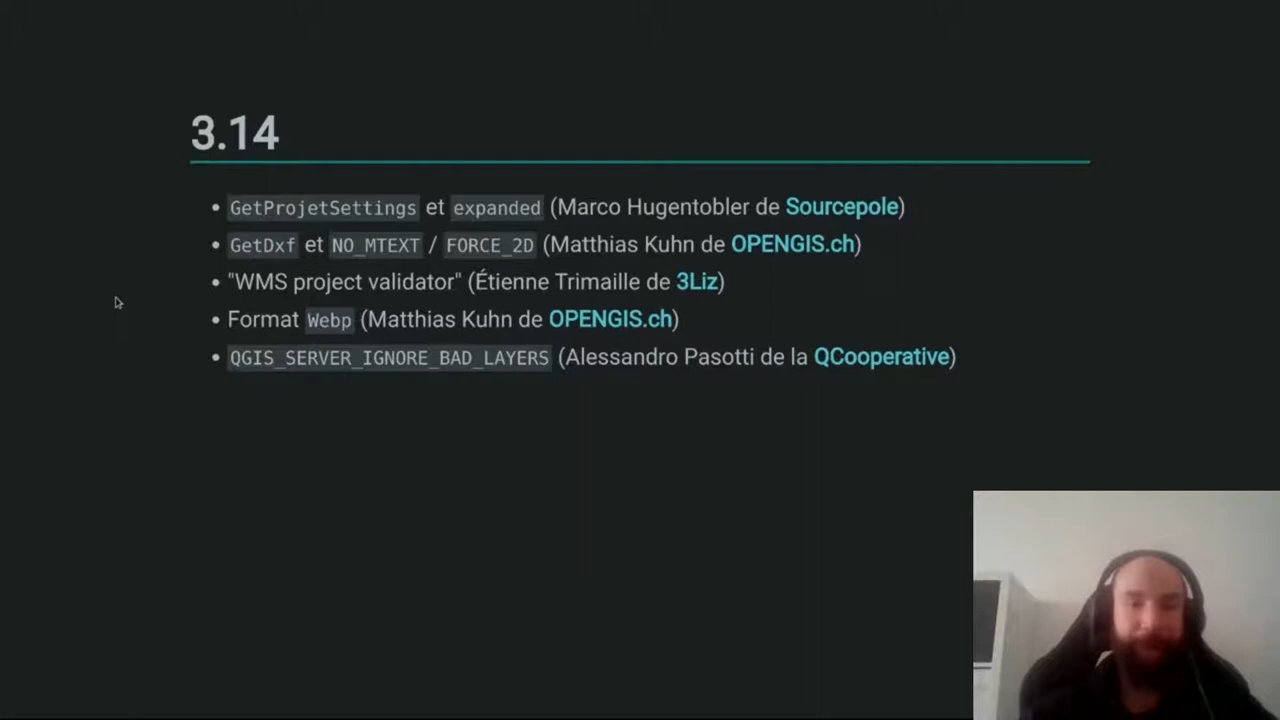 3.14
GetProjetSettings et expanded (Marco Hugentobler de Sourcepole)
GetDxf et NO_MTEXT / FORCE_2D (Matthias Kuhn de OPENGIS.ch)
"WMS project validator" (Étienne Trimaille de 3Liz)
Format Webp (Matthias Kuhn de OPENGIS.ch)
QGIS_SERVER_IGNORE_BAD_LAYERS (Alessandro Pasotti de la QCooperative)